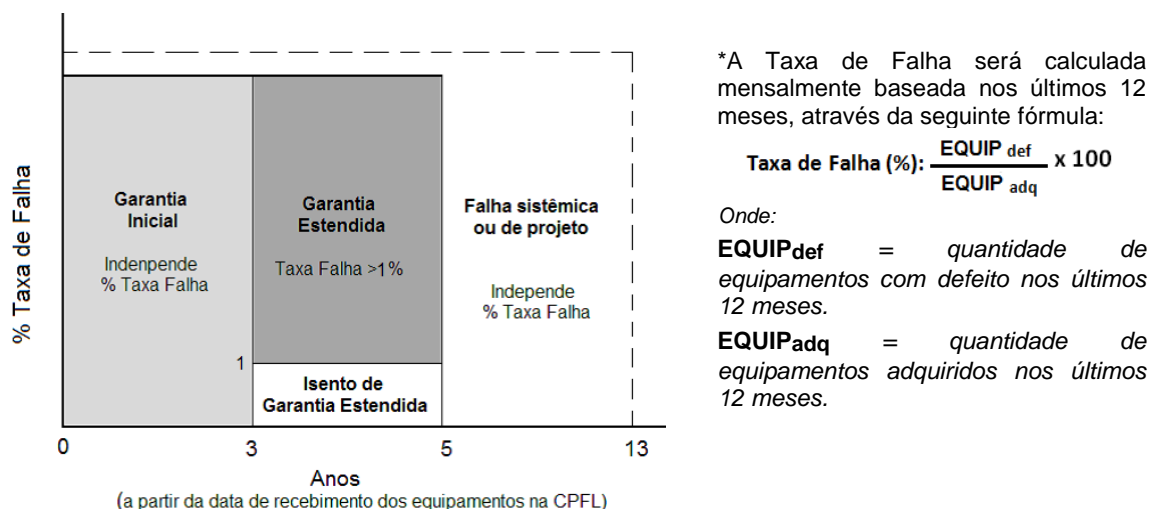 % Taxa de Falha
Garantia
Inicial
Indenpende
% Taxa Falha
Garantia
Estendida
Taxa Falha >1%
Falha sistêmica
ou de projeto
Independe
% Taxa Falha
1
Isento de
Garantia Estendida
0 3 5 13
Anos
(a partir da data de recebimento dos equipamentos na CPFL)
*A Taxa de Falha será calculada
mensalmente baseada nos últimos 12
meses, através da seguinte fórmula:
Taxa de Falha (%): EQUIP def / EQUIP adq x 100
Onde:
EQUIPdef = quantidade de
equipamentos com defeito nos últimos
12 meses.
EQUIPadq = quantidade de
equipamentos adquiridos nos últimos
12 meses.